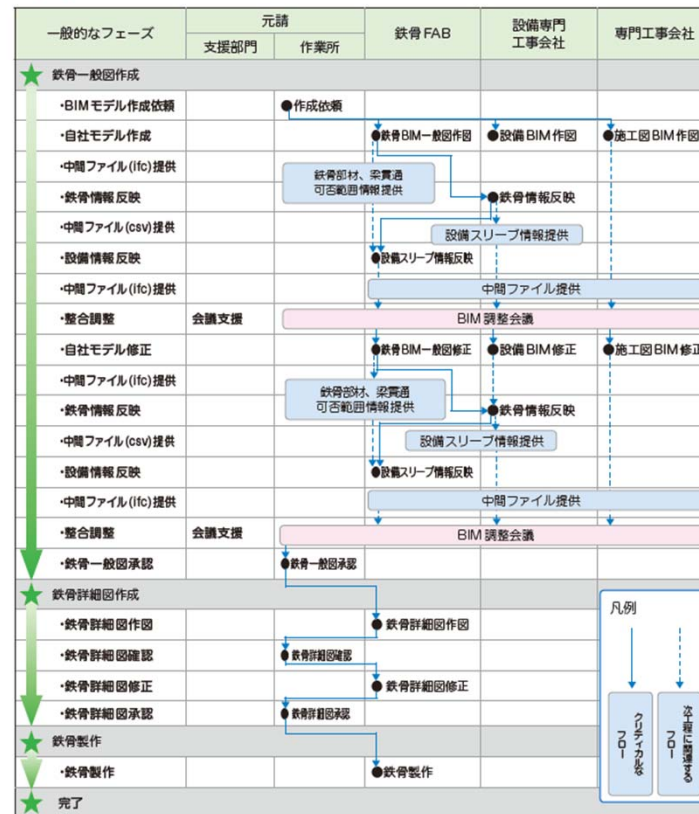 一般的なフェーズ
元請
支援部門
作業所
鉄骨FAB
設備専門
工事会社
専門工事会社
鉄骨一般図作成
・BIMモデル作成依頼
●作成依頼
・自社モデル作成
●鉄骨BIM一般図作図
●設備BIM作図
●施工図BIM作図
・中間ファイル(ifc)提供
鉄骨部材、梁貫通
可否範囲情報提供
・鉄骨情報反映
●鉄骨情報反映
・中間ファイル(csv)提供
設備スリーブ情報提供
・設備情報反映
●設備スリーブ情報反映
・中間ファイル(ifc)提供
中間ファイル提供
・整合調整
会議支援
BIM調整会議
・自社モデル修正
●鉄骨BIM一般図修正
●設備BIM修正
●施工図BIM修正
・中間ファイル(ifc)提供
鉄骨部材、梁貫通
可否範囲情報提供
・鉄骨情報反映
●鉄骨情報反映
・中間ファイル(csv)提供
設備スリーブ情報提供
・設備情報反映
●設備スリーブ情報反映
・中間ファイル(ifc)提供
中間ファイル提供
・整合調整
会議支援
BIM調整会議
・鉄骨一般図承認
●鉄骨一般図承認
鉄骨詳細図作成
・鉄骨詳細図作図
●鉄骨詳細図作図
・鉄骨詳細図確認
●鉄骨詳細図確認
・鉄骨詳細図修正
●鉄骨詳細図修正
・鉄骨詳細図承認
●鉄骨詳細図承認
鉄骨製作
・鉄骨製作
●鉄骨製作
完了
凡例
クリティカルな
フロー
次工程に関連する
フロー